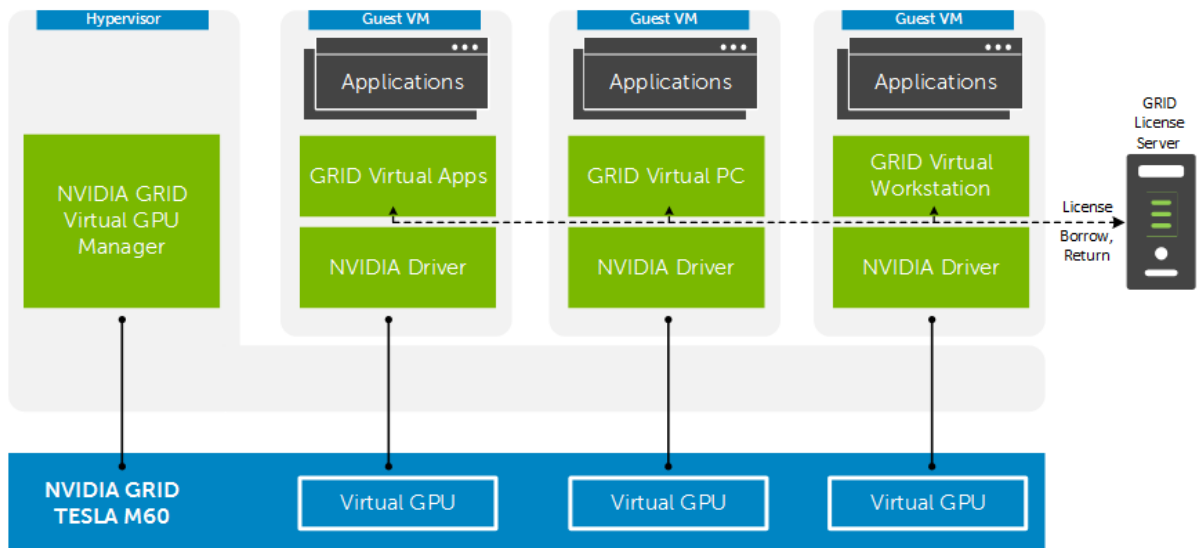 Hypervisor
Guest VM
Guest VM
Guest VM
Applications
Applications
Applications
GRID
License
Server
NVIDIA GRID
Virtual GPU
Manager
GRID Virtual Apps
GRID Virtual PC
GRID Virtual
Workstation
License
Borrow,
Return
NVIDIA Driver
NVIDIA Driver
NVIDIA Driver
NVIDIA GRID
TESLA M60
Virtual GPU
Virtual GPU
Virtual GPU